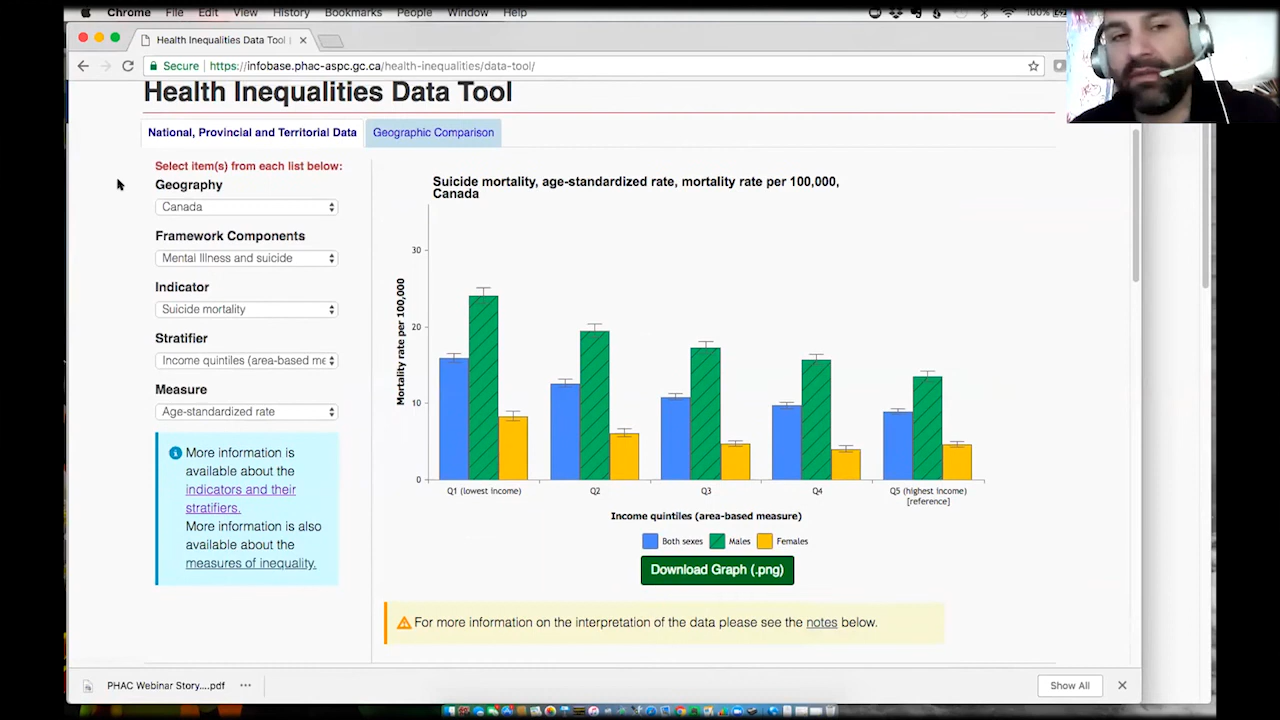 Chrome File Edit View History Bookmarks People Window Help 100%
Health Inequalities Data Tool
Secure https://infobase.phac-aspc.gc.ca/health-inequalities/data-tool/
Health Inequalities Data Tool
National, Provincial and Territorial Data Geographic Comparison
Select item(s) from each list below:
Geography
Canada
Framework Components
Mental Illness and suicide
Indicator
Suicide mortality
Stratifier
Income quintiles (area-based me
Measure
Age-standardized rate
More information is
available about the
indicators and their
stratifiers.
More information is also
available about the
measures of inequality.
Suicide mortality, age-standardized rate, mortality rate per 100,000,
Canada
Mortality rate per 100,000
30
20
10
0
Q1 (lowest income) Q2 Q3 Q4 Q5 (highest income)
[reference]
Income quintiles (area-based measure)
Both sexes Males Females
Download Graph (.png)
For more information on the interpretation of the data please see the notes below.
PHAC Webinar Story....pdf
Show All